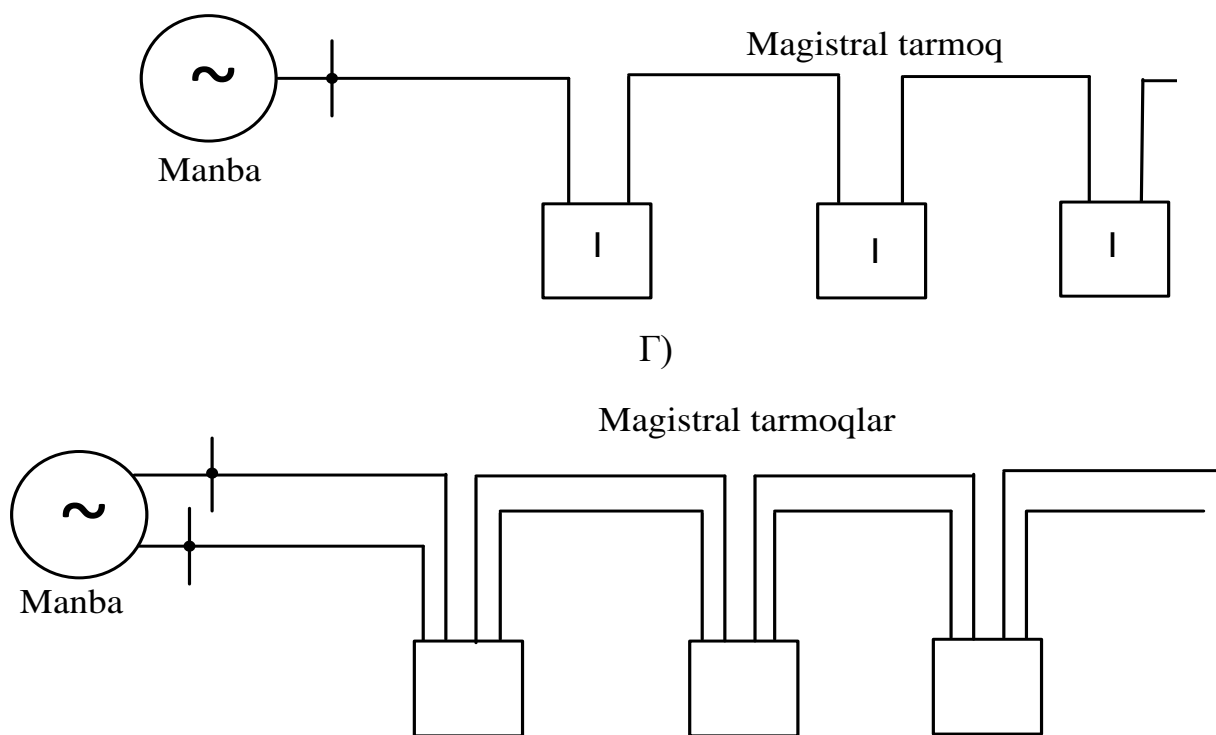 Magistral tarmoq
~
Manba
I I I
Г)
Magistral tarmoqlar
~
Manba